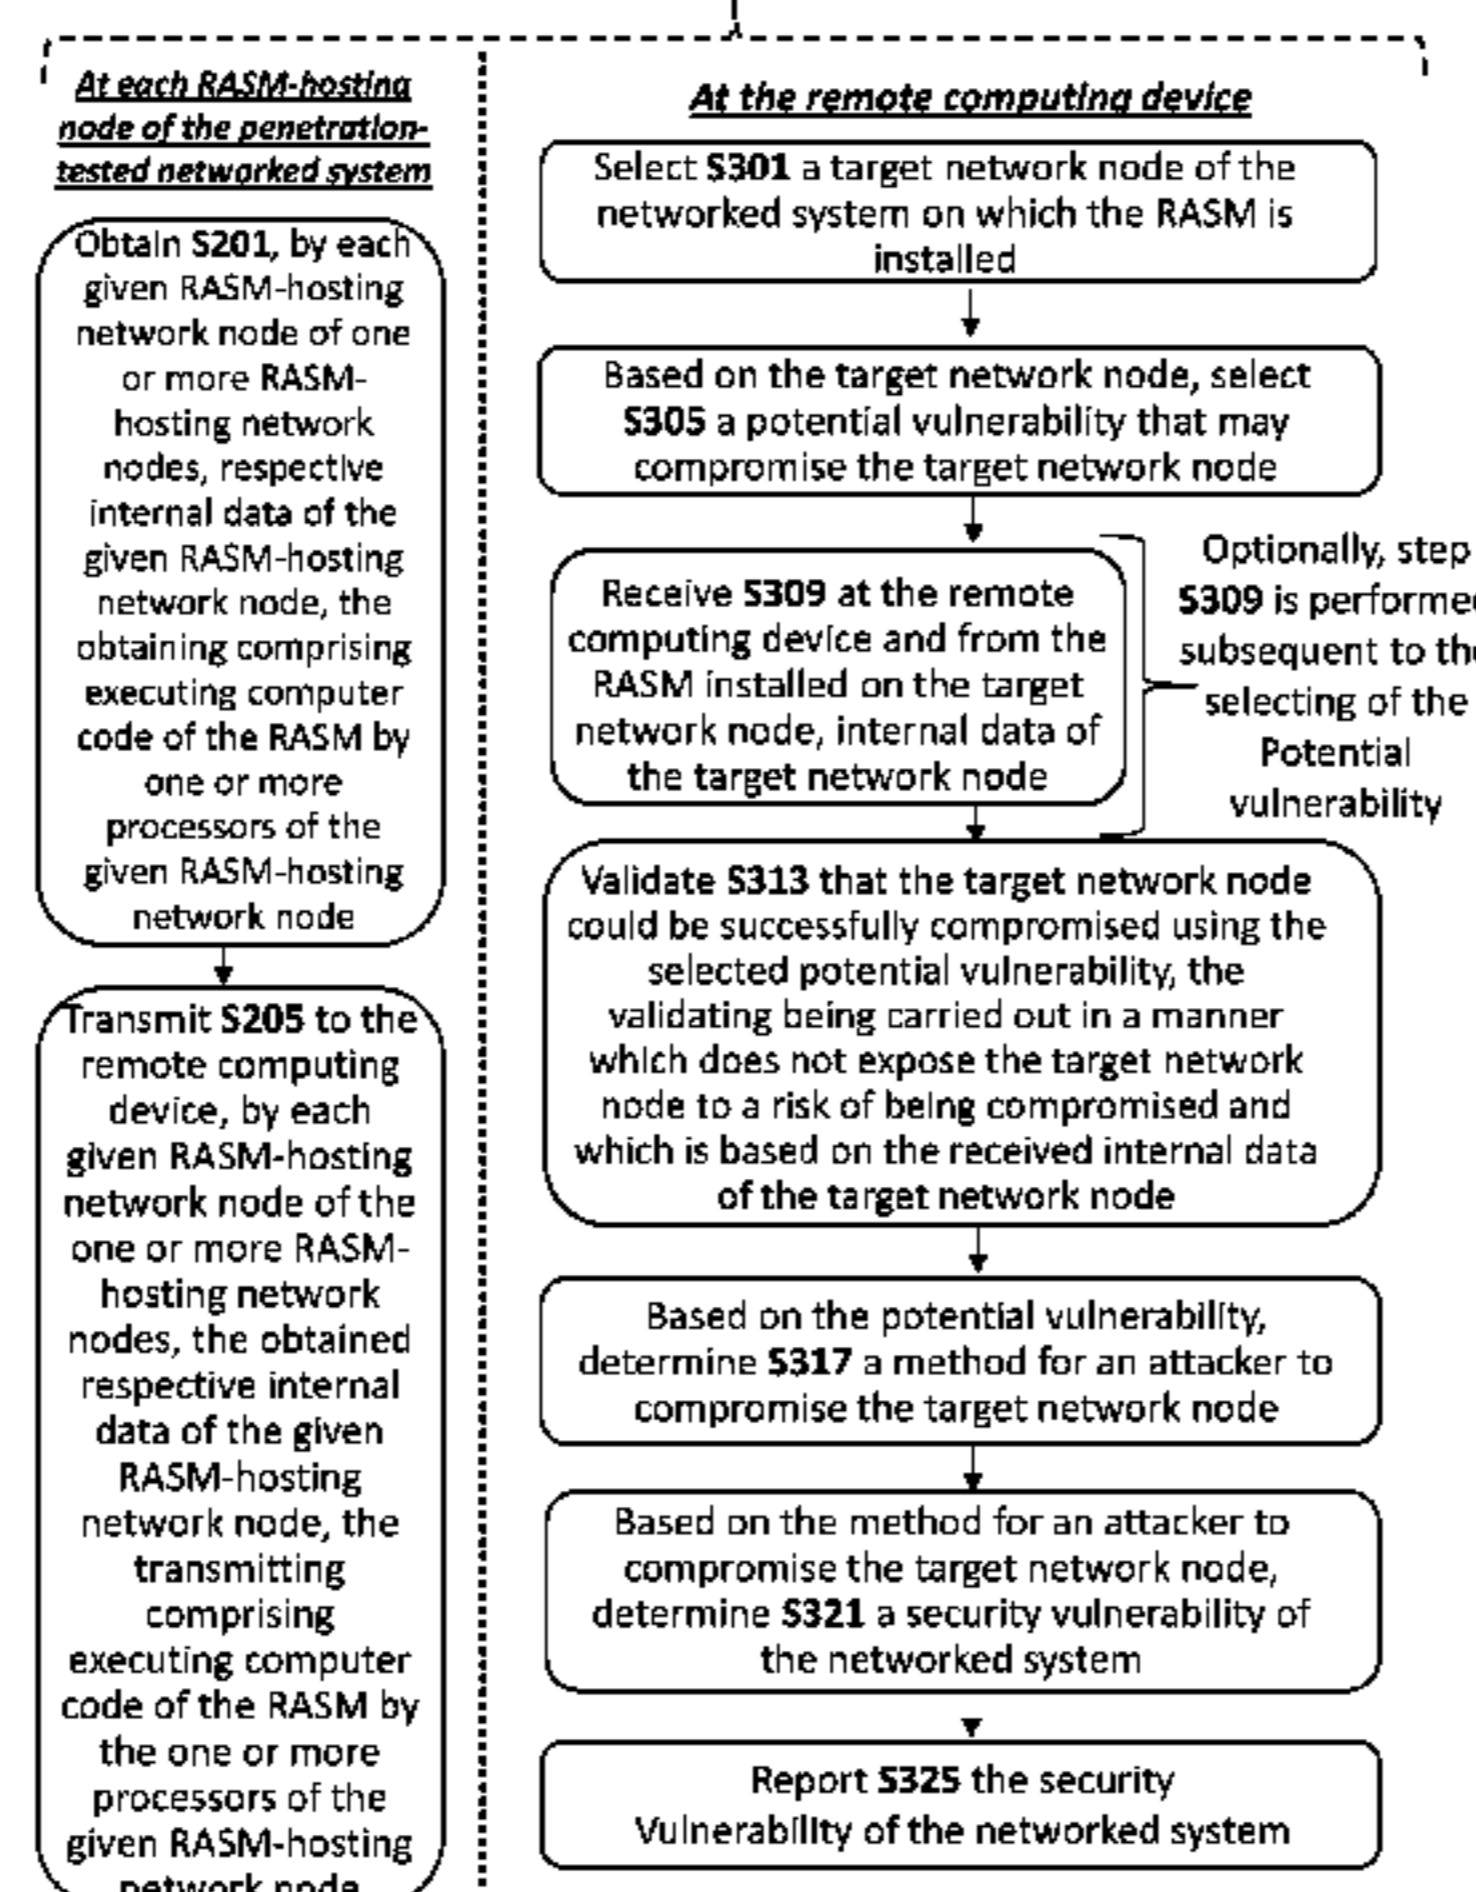 At each RASM-hosting
node of the penetration-
tested networked system
Obtain S201, by each
given RASM-hosting
network node of one
or more RASM-
hosting network
nodes, respective
internal data of the
given RASM-hosting
network node, the
obtaining comprising
executing computer
code of the RASM by
one or more
processors of the
given RASM-hosting
network node
Transmit S205 to the
remote computing
device, by each
given RASM-hosting
network node of the
one or more RASM-
hosting network
nodes, the obtained
respective internal
data of the given
RASM-hosting
network node, the
transmitting
comprising
executing computer
code of the RASM by
the one or more
processors of the
given RASM-hosting
network node
At the remote computing device
Select S301 a target network node of the
networked system on which the RASM is
installed
Based on the target network node, select
S305 a potential vulnerability that may
compromise the target network node
Receive S309 at the remote
computing device and from the
RASM installed on the target
network node, internal data of
the target network node
Optionally, step
S309 is performed
subsequent to the
selecting of the
Potential
vulnerability
Validate S313 that the target network node
could be successfully compromised using the
selected potential vulnerability, the
validating being carried out in a manner
which does not expose the target network
node to a risk of being compromised and
which is based on the received internal data
of the target network node
Based on the potential vulnerability,
determine S317 a method for an attacker to
compromise the target network node
Based on the method for an attacker to
compromise the target network node,
determine S321 a security vulnerability of
the networked system
Report S325 the security
Vulnerability of the networked system